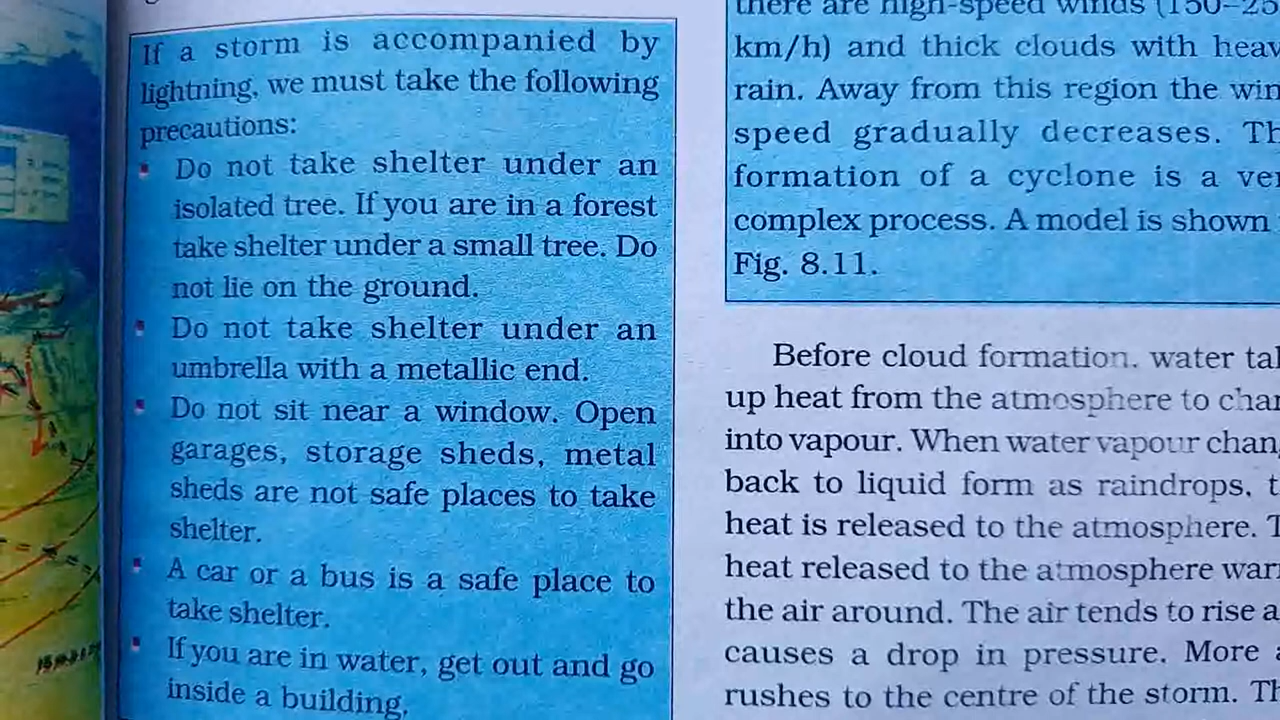 If a storm is accompanied by
lightning, we must take the following
precautions:
Do not take shelter under an
isolated tree. If you are in a forest
take shelter under a small tree. Do
not lie on the ground.
Do not take shelter under an
umbrella with a metallic end.
Do not sit near a window. Open
garages, storage sheds, metal
sheds are not safe places to take
shelter.
A car or a bus is a safe place to
take shelter.
If you are in water, get out and go
inside a building.
there are high-speed winds (150–25
km/h) and thick clouds with
rain. Away from this region the
speed gradually decreases.
formation of a cyclone is a
complex process. A model is shown
Fig. 8.11.
Before cloud formation, water
up heat from the atmosphere to
into vapour. When water vapour
back to liquid form as raindrops,
heat is released to the atmosphere.
heat released to the atmosphere
the air around. The air tends to rise
causes a drop in pressure. More
rushes to the centre of the storm.